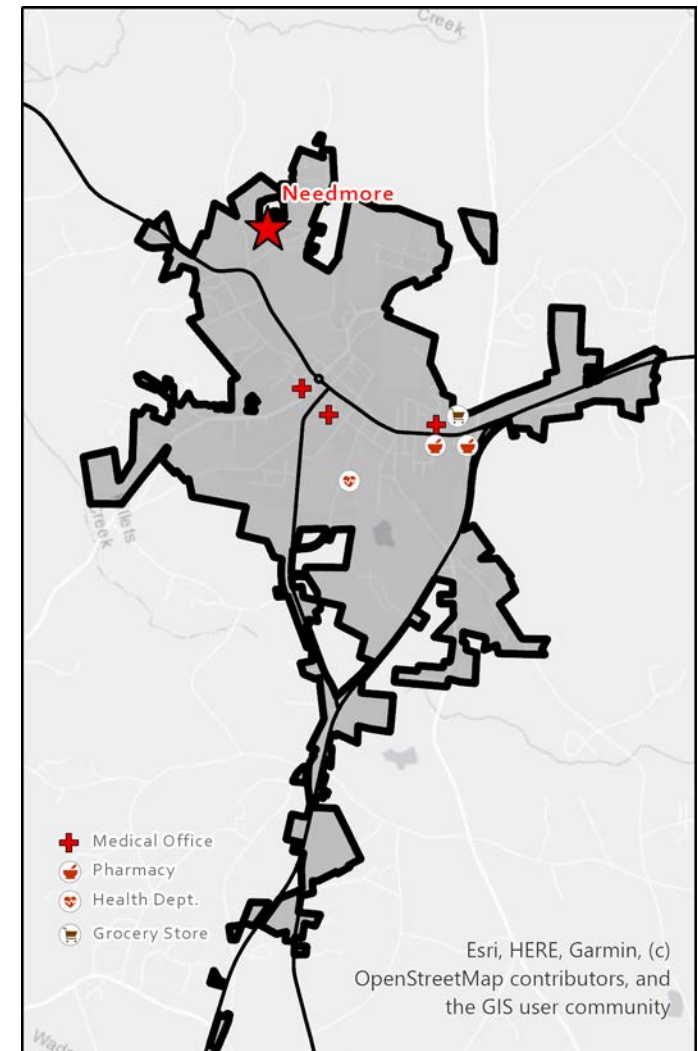 Creek
Needmore
Creek
Medical Office
Pharmacy
Health Dept.
Grocery Store
Esri, HERE, Garmin, (c)
OpenStreetMap contributors, and
the GIS user community